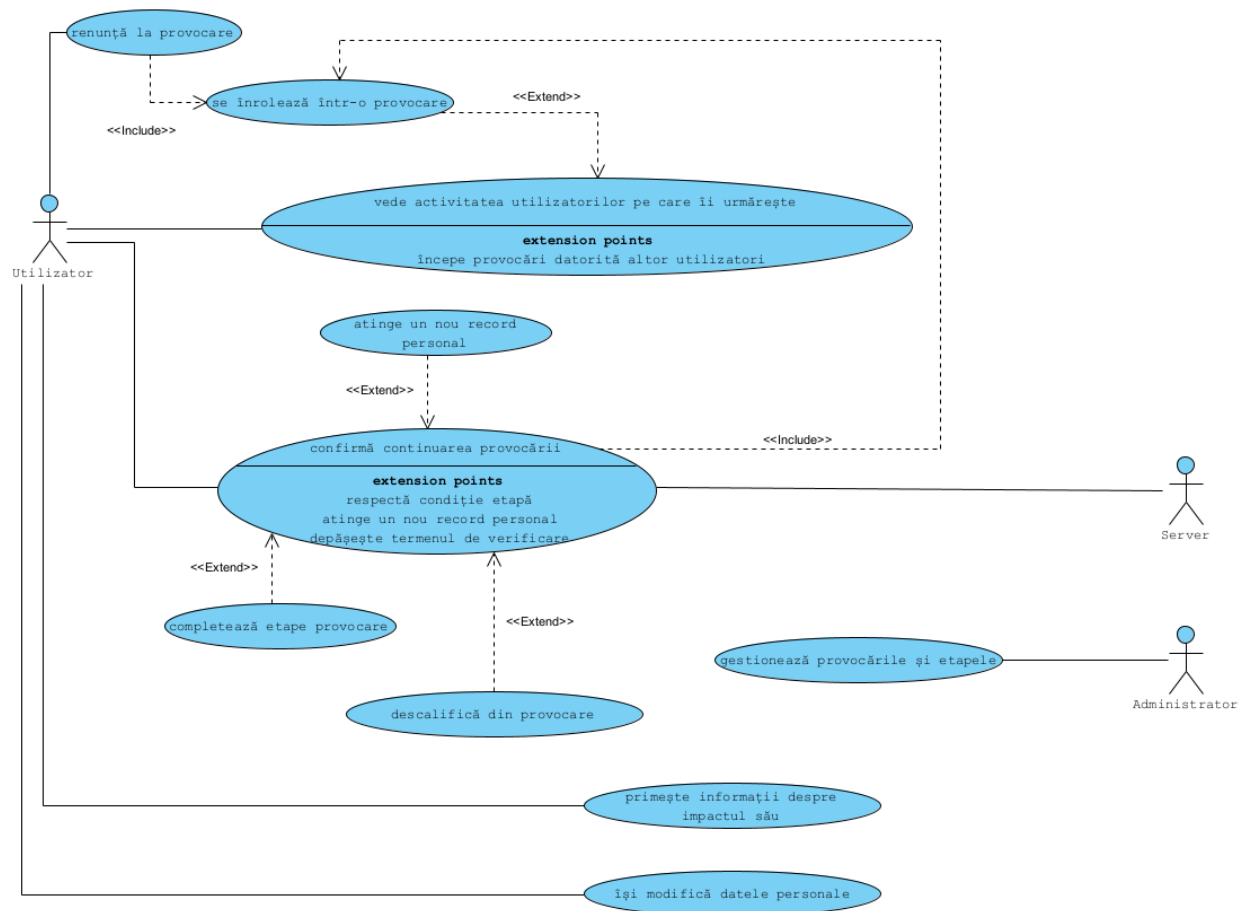 renunță la provocare
se înrolează într-o provocare
<<Extend>>
<<Include>>
vede activitatea utilizatorilor pe care îi urmărește
extension points
începe provocări datorită altor utilizatori
Utilizator
atinge un nou record
personal
<<Extend>>
confirmă continuarea provocării
<<Include>>
extension points
respectă condiție etapă
atinge un nou record personal
depășește termenul de verificare
Server
<<Extend>>
completează etape provocare
<<Extend>>
gestionează provocările și etapele
Administrator
descalifică din provocare
primește informații despre
impactul său
își modifică datele personale